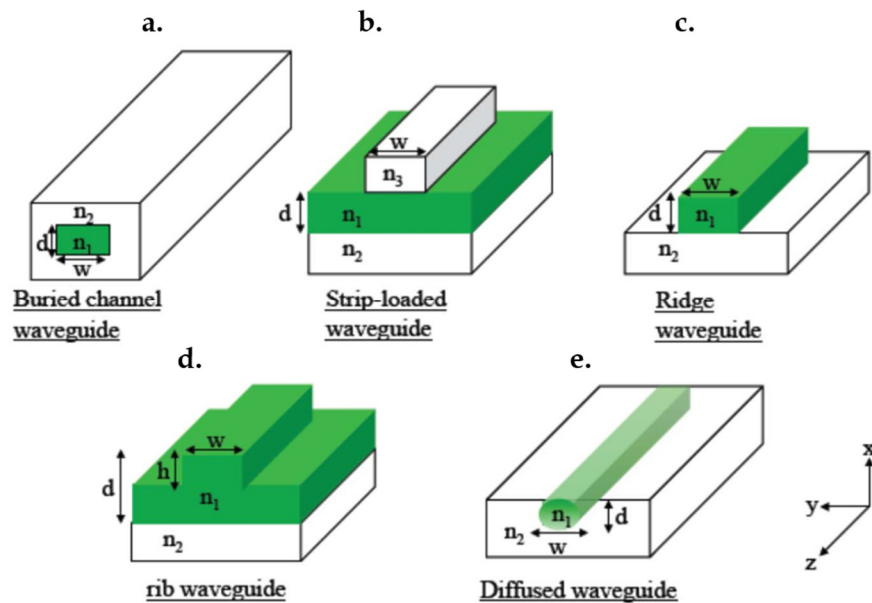 a.
b.
c.
w
n₃
d
n₁
n₂
n₂
d
n₁
w
w
d
n₁
n₂
Buried channel
waveguide
Strip-loaded
waveguide
Ridge
waveguide
d.
e.
w
h
d
n₁
n₂
n₁
d
n₂
w
x
y
z
rib waveguide
Diffused waveguide